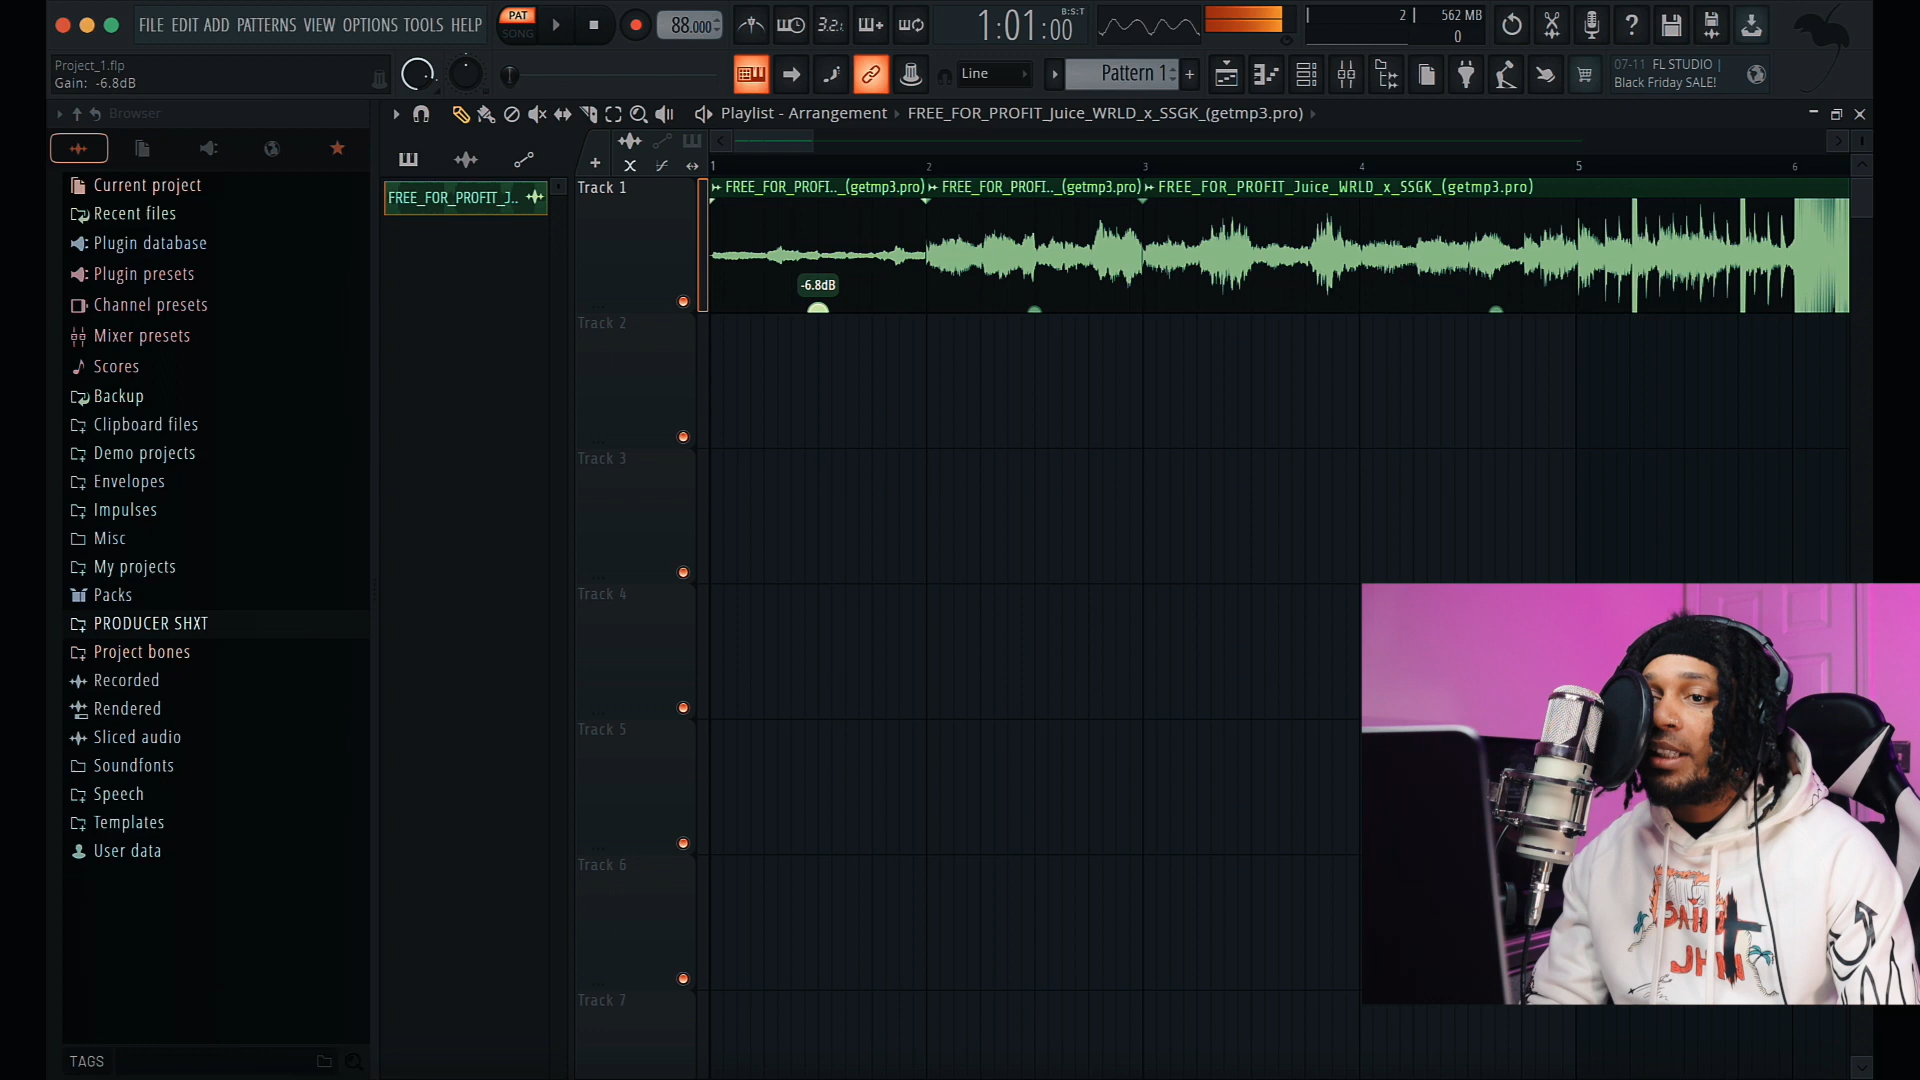 FILE EDIT ADD PATTERNS VIEW OPTIONS TOOLS HELP
PAT
SONG
88.000
3.2.
1:01:00
B:S:T
2
562 MB
0
Project_1.flp
Gain: -6.8dB
Line
Pattern 1
+
07-11 FL STUDIO |
Black Friday SALE!
Browser
Playlist - Arrangement
FREE_FOR_PROFIT_Juice_WRLD_x_SSGK_(getmp3.pro)
Current project
Recent files
Plugin database
Plugin presets
Channel presets
Mixer presets
Scores
Backup
Clipboard files
Demo projects
Envelopes
Impulses
Misc
My projects
Packs
PRODUCER SHXT
Project bones
Recorded
Rendered
Sliced audio
Soundfonts
Speech
Templates
User data
TAGS
FREE_FOR_PROFIT_J..
1 2 3 4 5 6
Track 1
FREE_FOR_PROFI.._(getmp3.pro)
FREE_FOR_PROFI.._(getmp3.pro)
FREE_FOR_PROFIT_Juice_WRLD_x_SSGK_(getmp3.pro)
-6.8dB
Track 2
Track 3
Track 4
Track 5
Track 6
Track 7